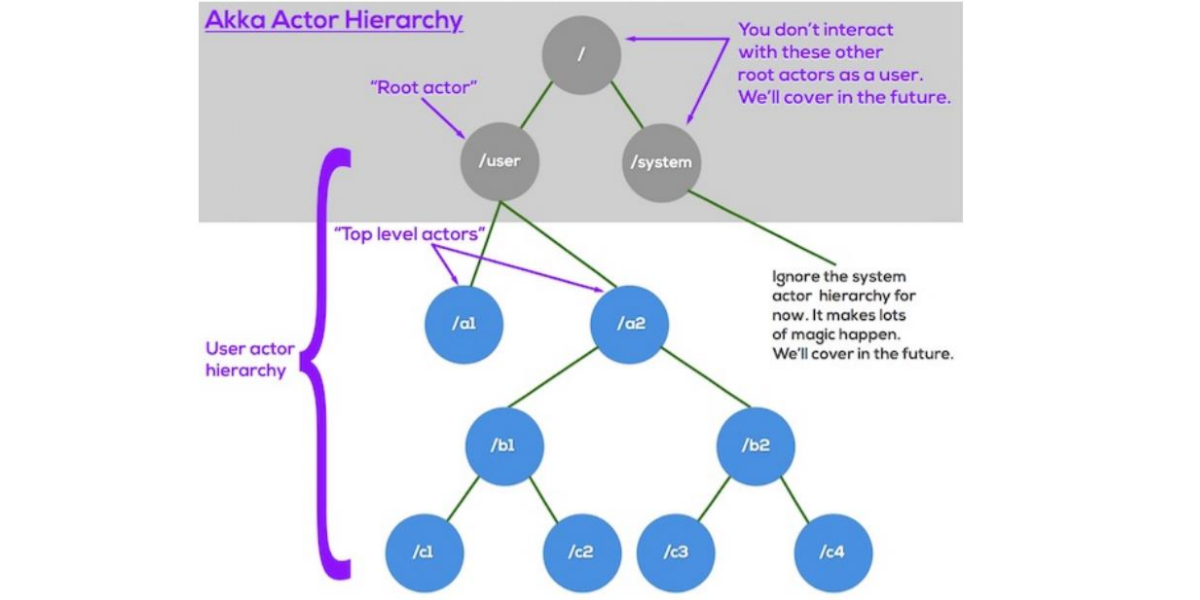 Akka Actor Hierarchy
/
You don't interact
with these other
root actors as a user.
We'll cover in the future.
"Root actor"
/user
/system
"Top level actors"
Ignore the system
actor hierarchy for
now. It makes lots
of magic happen.
We'll cover in the future.
/a1
/a2
User actor
hierarchy
/b1
/b2
/c1
/c2
/c3
/c4